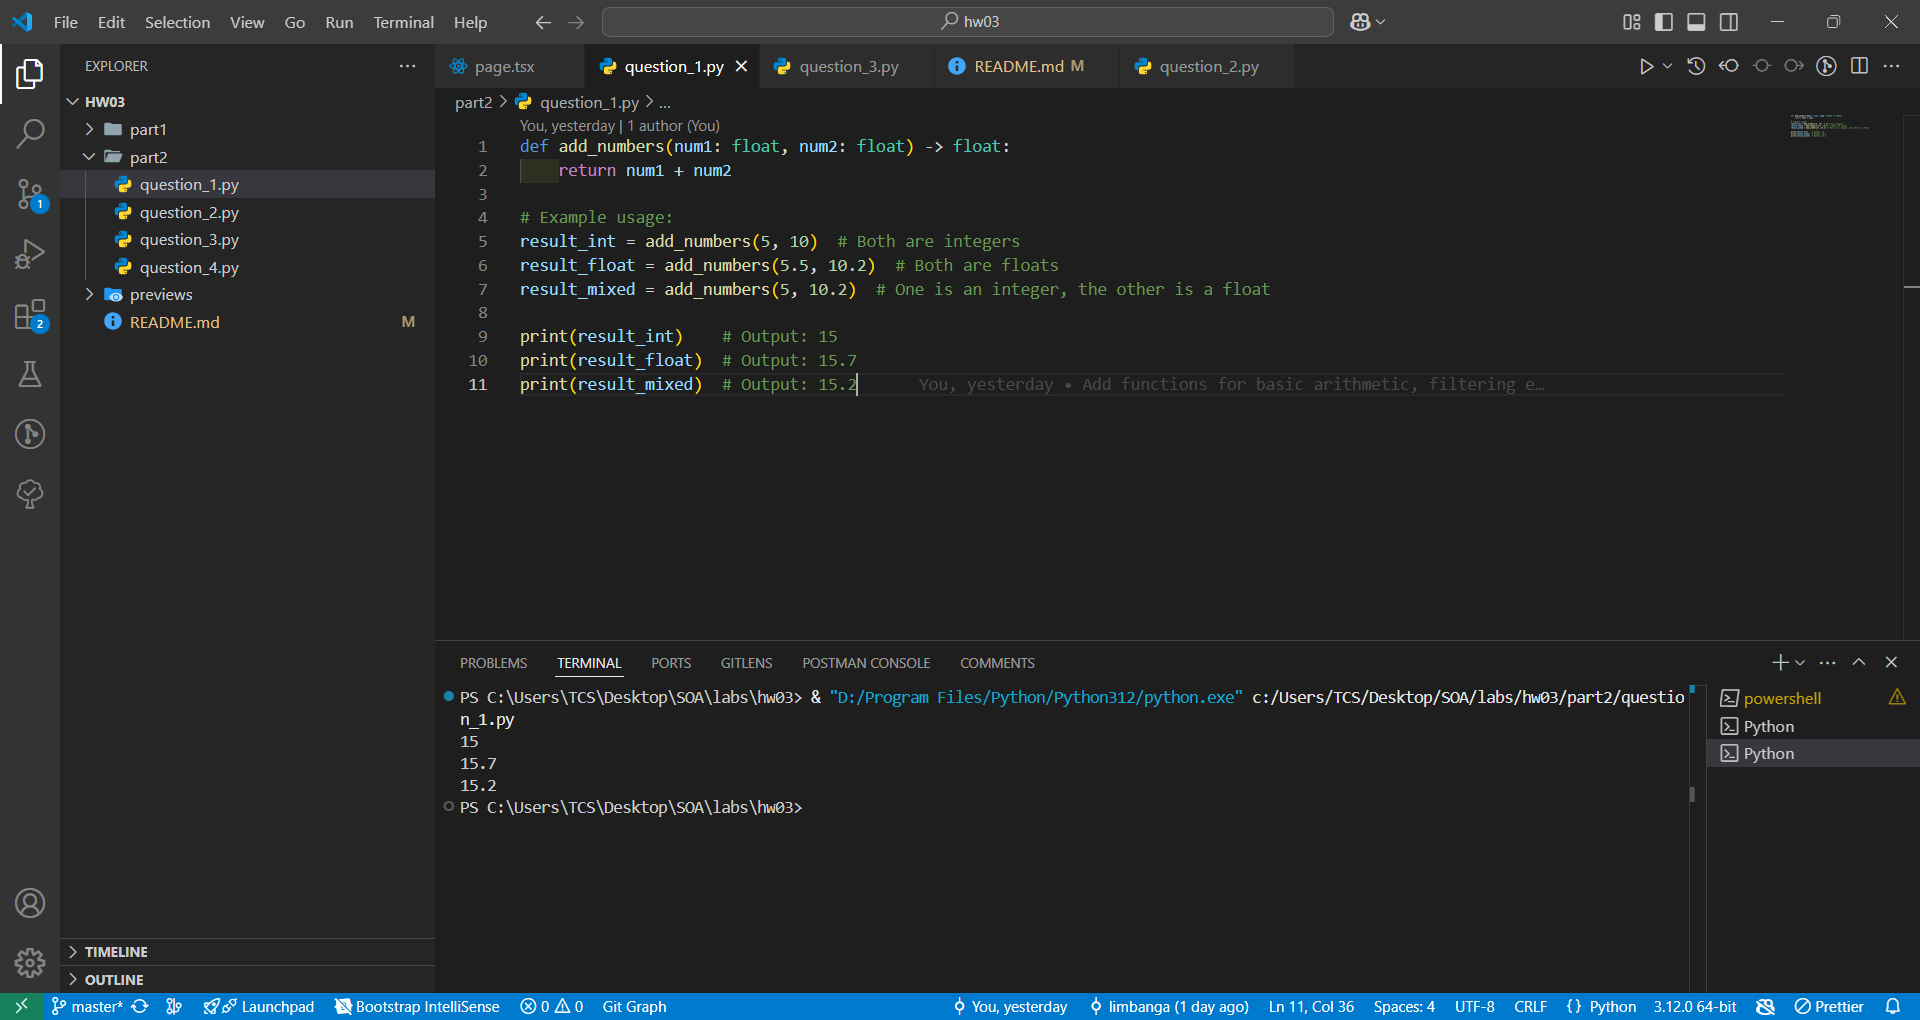 File Edit Selection View Go Run Terminal Help
hw03
EXPLORER
HW03
part1
part2
question_1.py
question_2.py
question_3.py
question_4.py
previews
README.md M
TIMELINE
OUTLINE
page.tsx question_1.py question_3.py README.md M question_2.py
part2 > question_1.py > ...
You, yesterday | 1 author (You)
1 def add_numbers(num1: float, num2: float) -> float:
2     return num1 + num2
3
4 # Example usage:
5 result_int = add_numbers(5, 10)  # Both are integers
6 result_float = add_numbers(5.5, 10.2)  # Both are floats
7 result_mixed = add_numbers(5, 10.2)  # One is an integer, the other is a float
8
9 print(result_int)    # Output: 15
10 print(result_float)  # Output: 15.7
11 print(result_mixed)  # Output: 15.2 You, yesterday • Add functions for basic arithmetic, filtering e…
PROBLEMS TERMINAL PORTS GITLENS POSTMAN CONSOLE COMMENTS
PS C:\Users\TCS\Desktop\SOA\labs\hw03> & "D:/Program Files/Python/Python312/python.exe" c:/Users/TCS/Desktop/SOA/labs/hw03/part2/questio
n_1.py
15
15.7
15.2
PS C:\Users\TCS\Desktop\SOA\labs\hw03>
powershell
Python
Python
1
2
master* Launchpad Bootstrap IntelliSense 0 0 Git Graph You, yesterday limbanga (1 day ago) Ln 11, Col 36 Spaces: 4 UTF-8 CRLF {} Python 3.12.0 64-bit Prettier